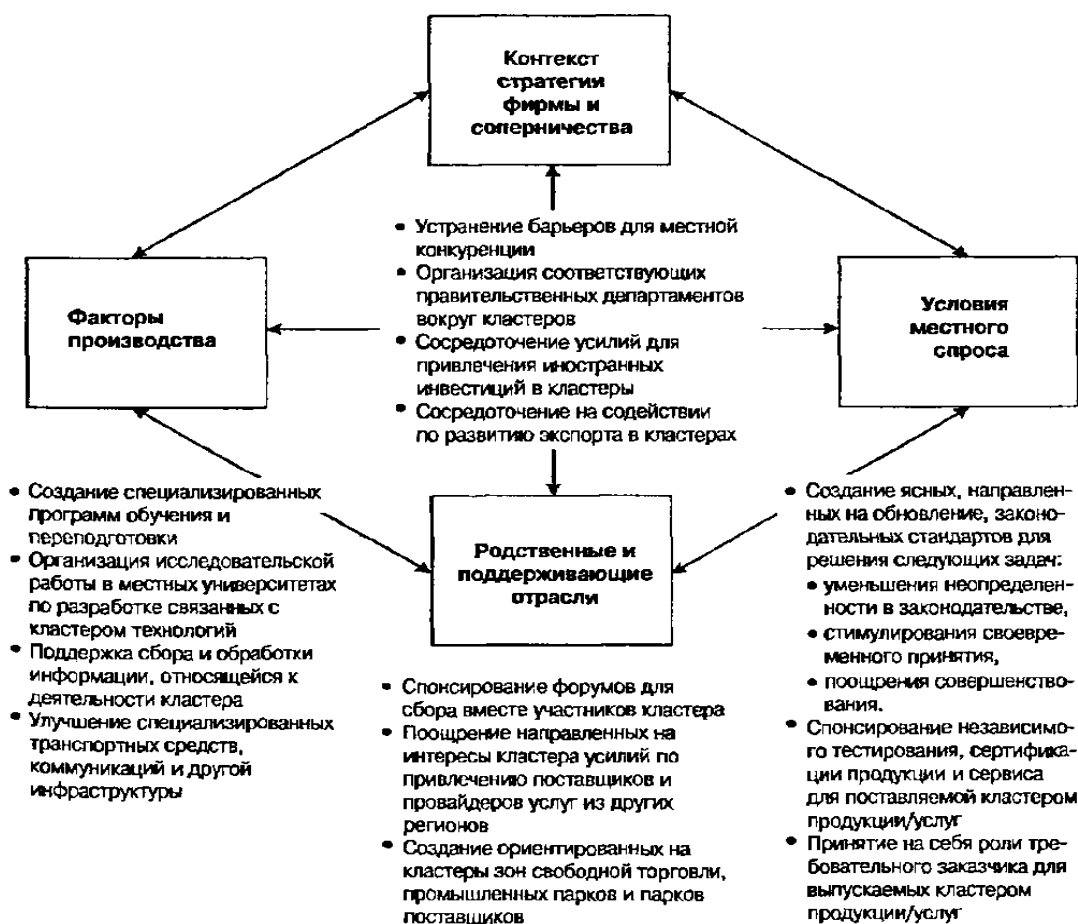 Контекст
стратегии
фирмы и
соперничества
• Устранение барьеров для местной
конкуренции
• Организация соответствующих
правительственных департаментов
вокруг кластеров
• Сосредоточение усилий для
привлечения иностранных
инвестиций в кластеры
• Сосредоточение на содействии
по развитию экспорта в кластерах
Факторы
производства
Условия
местного
спроса
• Создание специализированных
программ обучения и
переподготовки
• Организация исследовательской
работы в местных университетах
по разработке связанных с
кластером технологий
• Поддержка сбора и обработки
информации, относящейся к
деятельности кластера
• Улучшение специализированных
транспортных средств,
коммуникаций и другой
инфраструктуры
Родственные и
поддерживающие
отрасли
• Спонсирование форумов для
сбора вместе участников кластера
• Поощрение направленных на
интересы кластера усилий по
привлечению поставщиков и
провайдеров услуг из других
регионов
• Создание ориентированных на
кластеры зон свободной торговли,
промышленных парков и парков
поставщиков
• Создание ясных, направлен-
ных на обновление, законо-
дательных стандартов для
решения следующих задач:
• уменьшения неопределен-
ности в законодательстве,
• стимулирования своевре-
менного принятия,
• поощрения совершенство-
вания.
• Спонсирование независимо-
го тестирования, сертифика-
ции продукции и сервиса
для поставляемой кластером
продукции/услуг
• Принятие на себя роли тре-
бовательного заказчика для
выпускаемых кластером
продукции/услуг